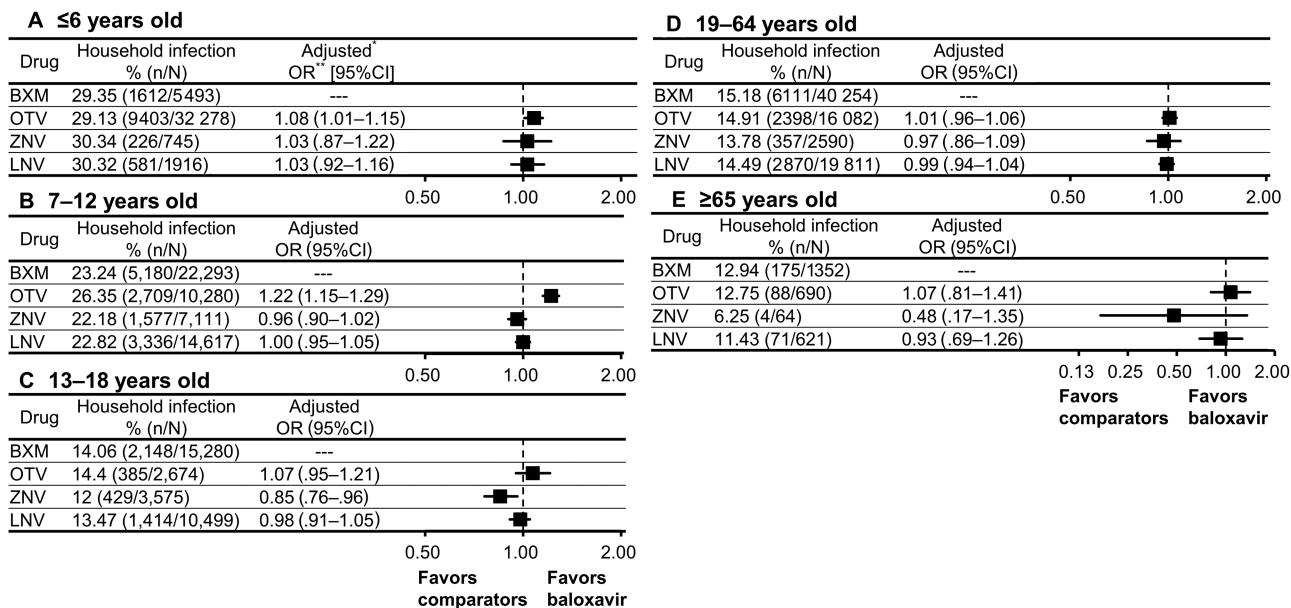 A ≤6 years old
Drug Household infection % (n/N) Adjusted* OR** [95%CI]
BXM 29.35 (1612/5493) ---
OTV 29.13 (9403/32 278) 1.08 (1.01–1.15)
ZNV 30.34 (226/745) 1.03 (.87–1.22)
LNV 30.32 (581/1916) 1.03 (.92–1.16)
0.50 1.00 2.00
B 7–12 years old
Drug Household infection % (n/N) Adjusted OR (95%CI)
BXM 23.24 (5,180/22,293) ---
OTV 26.35 (2,709/10,280) 1.22 (1.15–1.29)
ZNV 22.18 (1,577/7,111) 0.96 (.90–1.02)
LNV 22.82 (3,336/14,617) 1.00 (.95–1.05)
0.50 1.00 2.00
C 13–18 years old
Drug Household infection % (n/N) Adjusted OR (95%CI)
BXM 14.06 (2,148/15,280) ---
OTV 14.4 (385/2,674) 1.07 (.95–1.21)
ZNV 12 (429/3,575) 0.85 (.76–.96)
LNV 13.47 (1,414/10,499) 0.98 (.91–1.05)
0.50 1.00 2.00
Favors comparators Favors baloxavir
D 19–64 years old
Drug Household infection % (n/N) Adjusted OR (95%CI)
BXM 15.18 (6111/40 254) ---
OTV 14.91 (2398/16 082) 1.01 (.96–1.06)
ZNV 13.78 (357/2590) 0.97 (.86–1.09)
LNV 14.49 (2870/19 811) 0.99 (.94–1.04)
0.50 1.00 2.00
E ≥65 years old
Drug Household infection % (n/N) Adjusted OR (95%CI)
BXM 12.94 (175/1352) ---
OTV 12.75 (88/690) 1.07 (.81–1.41)
ZNV 6.25 (4/64) 0.48 (.17–1.35)
LNV 11.43 (71/621) 0.93 (.69–1.26)
0.13 0.25 0.50 1.00 2.00
Favors comparators Favors baloxavir